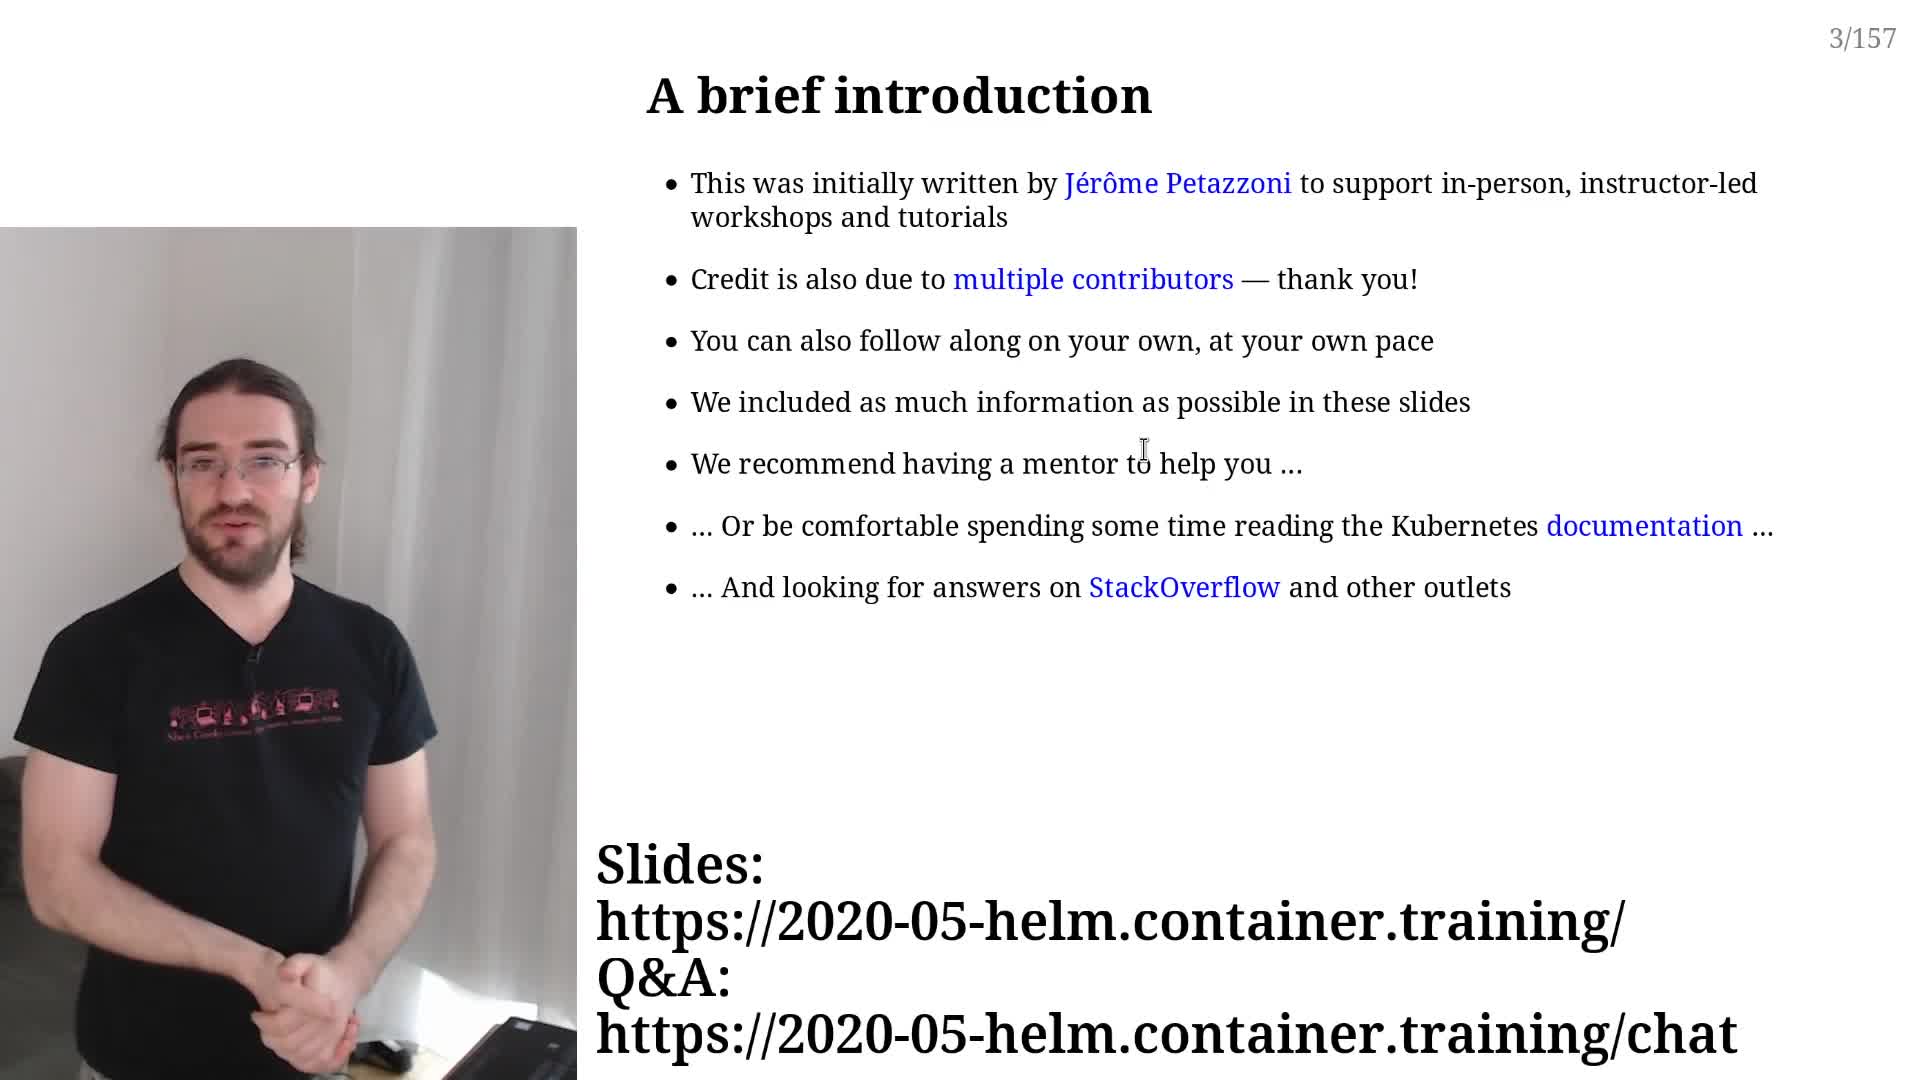 3/157
A brief introduction
• This was initially written by Jérôme Petazzoni to support in-person, instructor-led
workshops and tutorials
• Credit is also due to multiple contributors — thank you!
• You can also follow along on your own, at your own pace
• We included as much information as possible in these slides
• We recommend having a mentor to help you ...
• ... Or be comfortable spending some time reading the Kubernetes documentation ...
• ... And looking for answers on StackOverflow and other outlets
Slides:
https://2020-05-helm.container.training/
Q&A:
https://2020-05-helm.container.training/chat